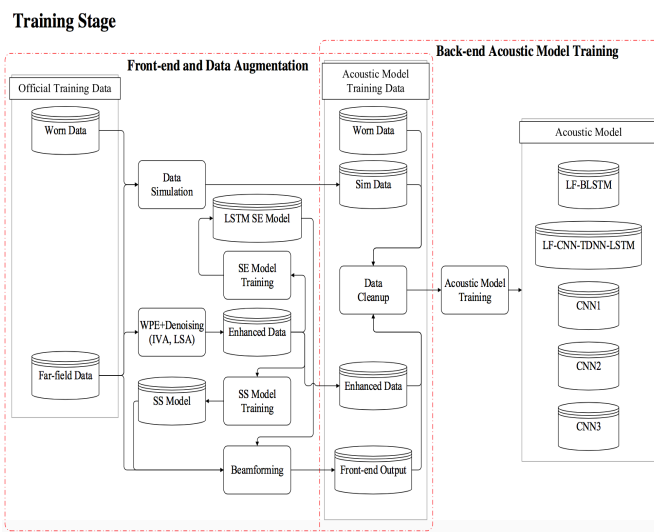 Training Stage
Front-end and Data Augmentation
Back-end Acoustic Model Training
Official Training Data
Worn Data
Far-field Data
Data
Simulation
LSTM SE Model
SE Model
Training
WPE+Denoising
(IVA, LSA)
Enhanced Data
SS Model
SS Model
Training
Beamforming
Acoustic Model
Training Data
Worn Data
Sim Data
Data
Cleanup
Enhanced Data
Front-end Output
Acoustic Model
Training
Acoustic Model
LF-BLSTM
LF-CNN-TDNN-LSTM
CNN1
CNN2
CNN3